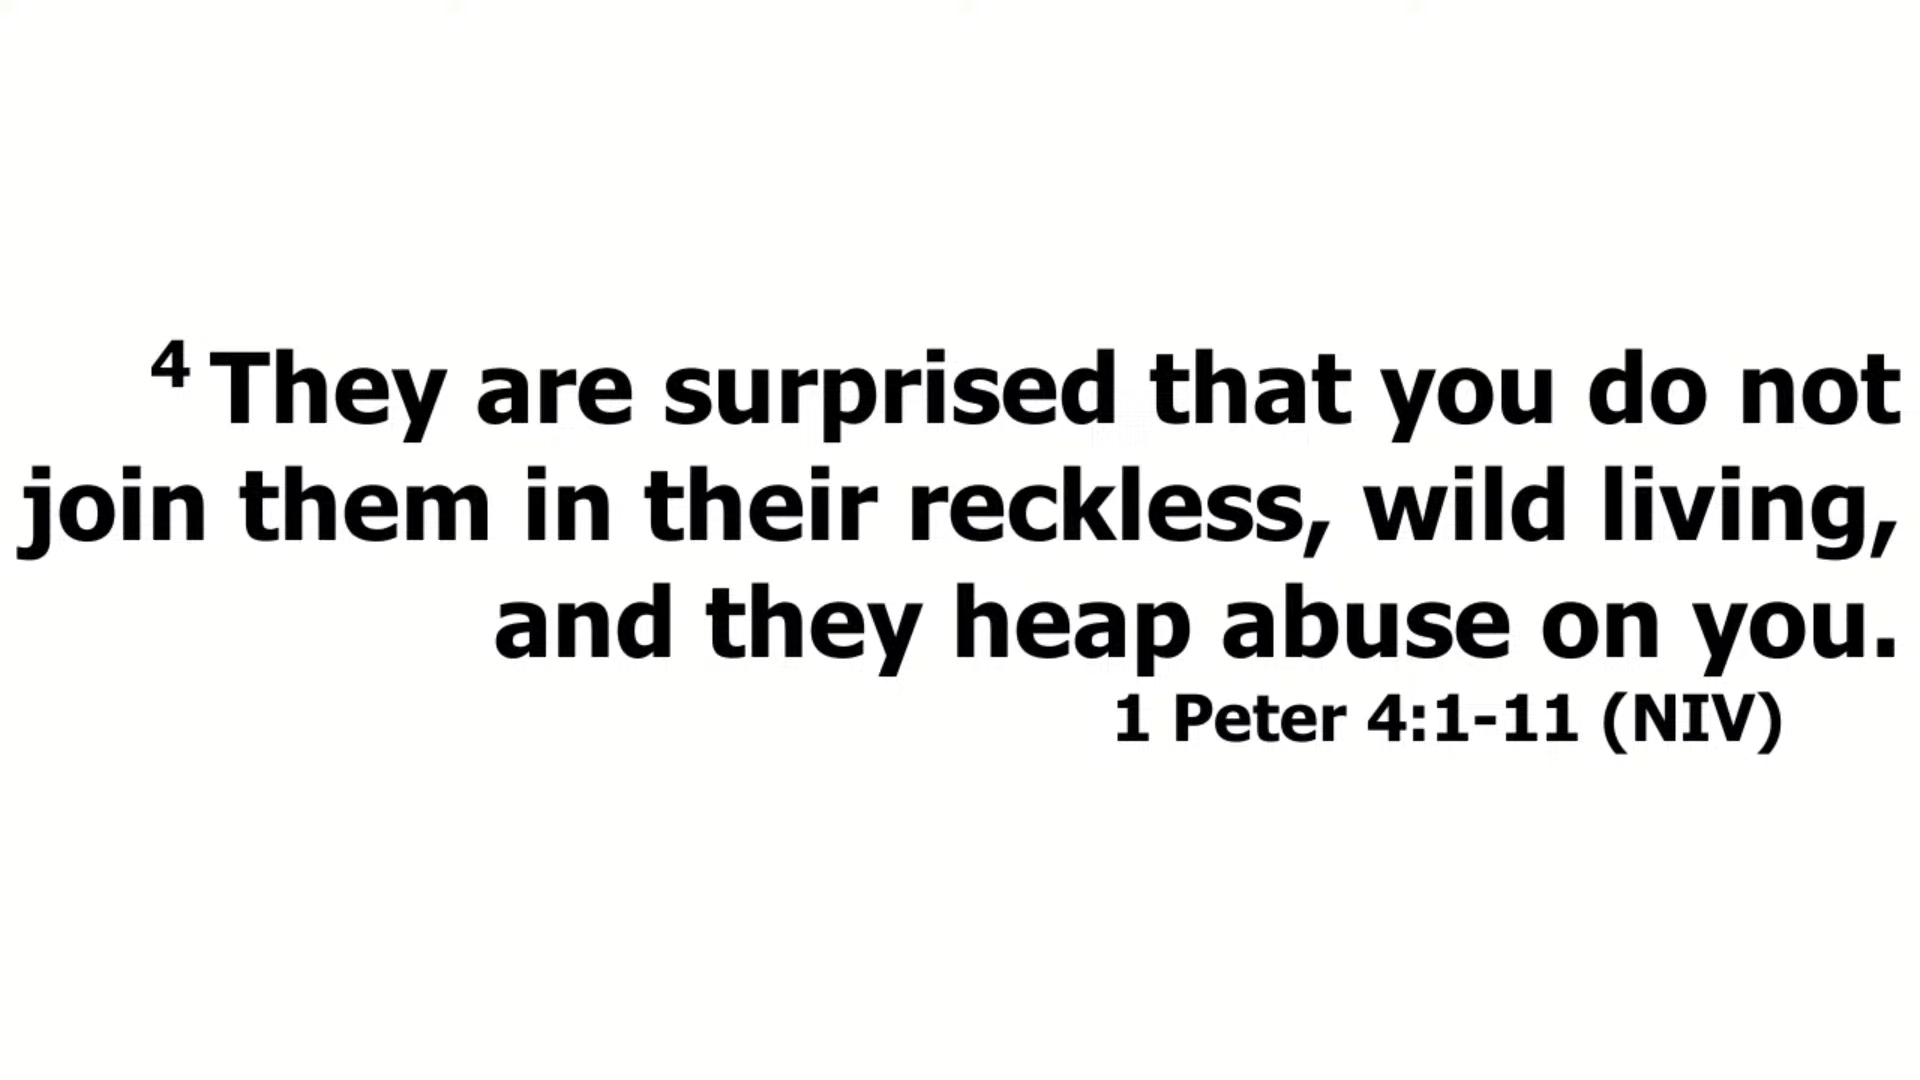 4 They are surprised that you do not
join them in their reckless, wild living,
and they heap abuse on you.
1 Peter 4:1-11 (NIV)